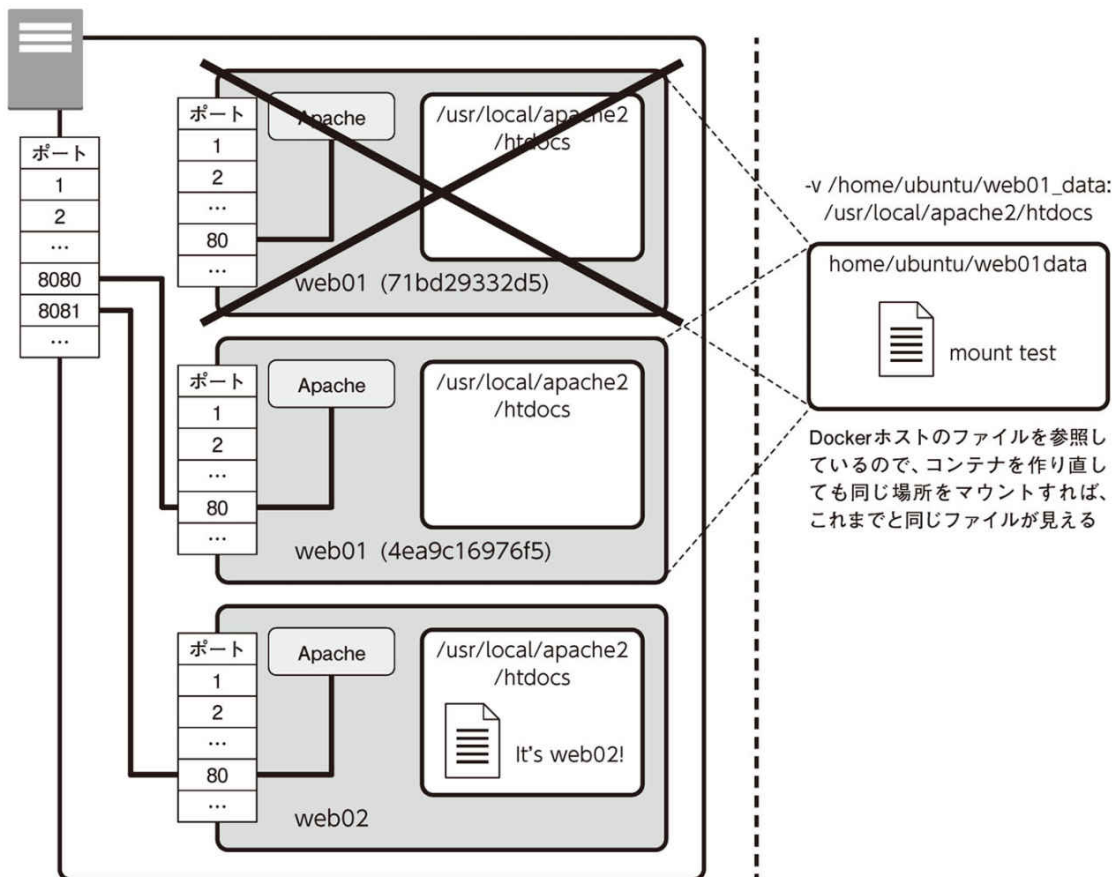 ポート
1
2
…
8080
8081
…
ポート
1
2
…
80
…
Apache
/usr/local/apache2
/htdocs
web01 (71bd29332d5)
ポート
1
2
…
80
…
Apache
/usr/local/apache2
/htdocs
web01 (4ea9c16976f5)
ポート
1
2
…
80
…
Apache
/usr/local/apache2
/htdocs
It's web02!
web02
-v /home/ubuntu/web01_data:
/usr/local/apache2/htdocs
home/ubuntu/web01data
mount test
Dockerホストのファイルを参照し
ているので、コンテナを作り直し
ても同じ場所をマウントすれば、
これまでと同じファイルが見える